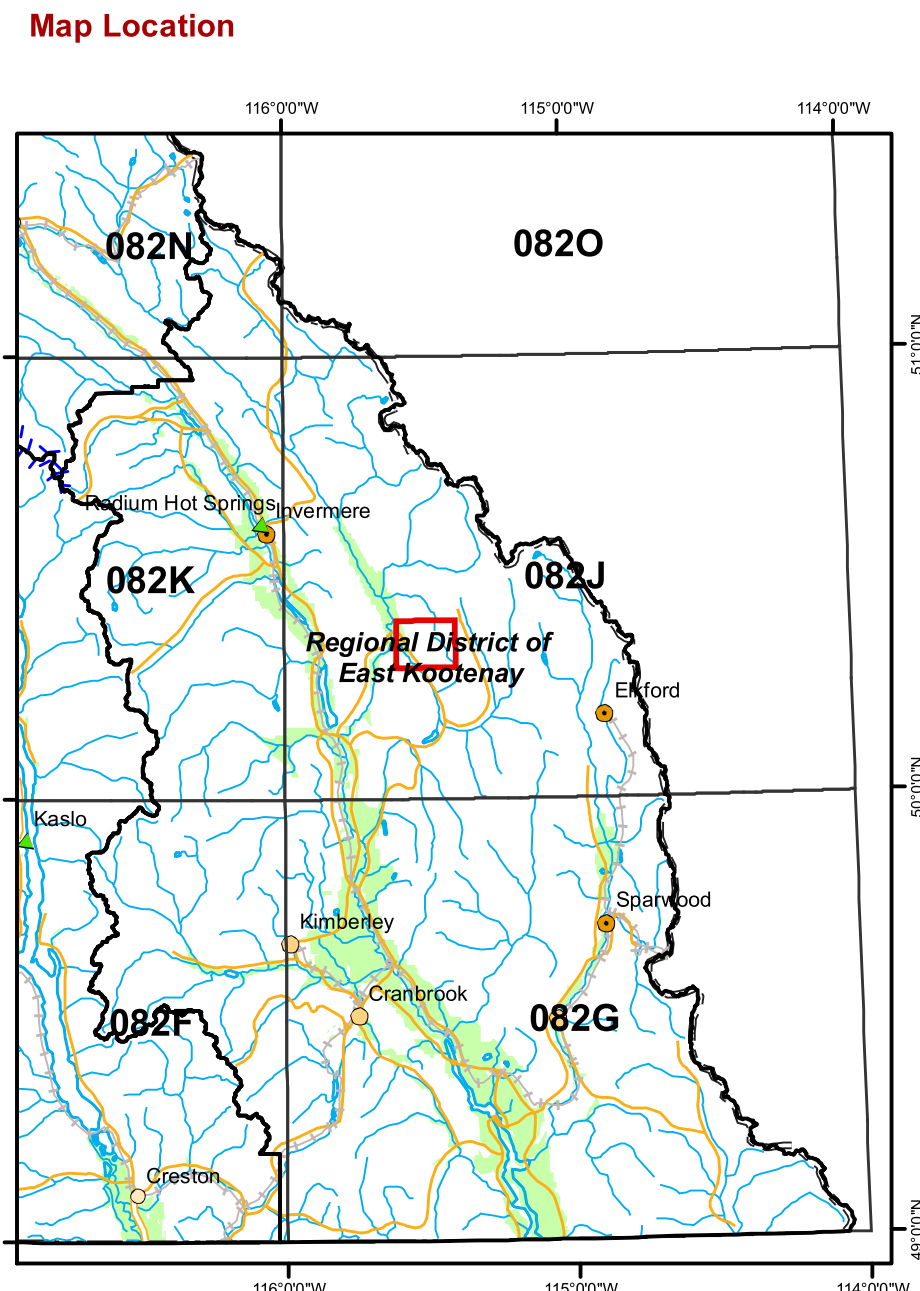 Map Location
116°0'0"W
115°0'0"W
114°0'0"W
082N
082O
51°0'0"N
Radium Hot Springs
Invermere
082K
082J
Regional District of
East Kootenay
Elkford
50°0'0"N
Kaslo
Sparwood
Kimberley
Cranbrook
082F
082G
Creston
49°0'0"N
116°0'0"W
115°0'0"W
114°0'0"W